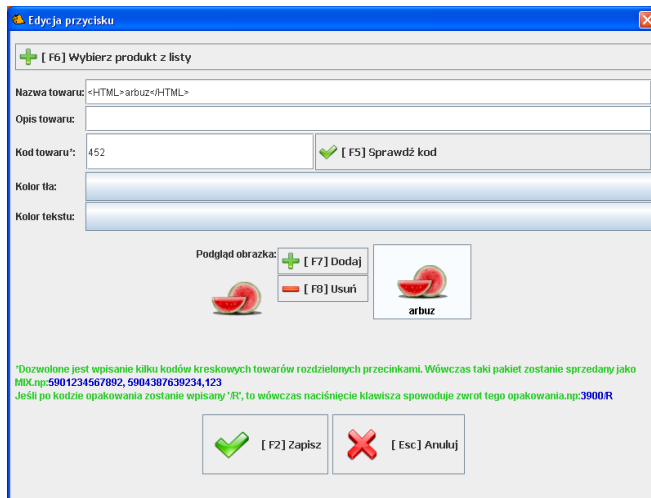 Edycja przycisku
[ F6] Wybierz produkt z listy
Nazwa towaru: <HTML>arbuz</HTML>
Opis towaru:
Kod towaru*: 452 [ F5] Sprawdź kod
Kolor tła:
Kolor tekstu:
Podgląd obrazka: [ F7] Dodaj
[ F8] Usuń
arbuz
*Dozwolone jest wpisanie kilku kodów kreskowych towarów rozdzielonych przecinkami. Wówczas taki pakiet zostanie sprzedany jako
MIX.np:5901234567892, 5904387639234,123
Jeśli po kodzie opakowania zostanie wpisany '/R', to wówczas naciśnięcie klawisza spowoduje zwrot tego opakowania.np:3900/R
[ F2] Zapisz [ Esc] Anuluj